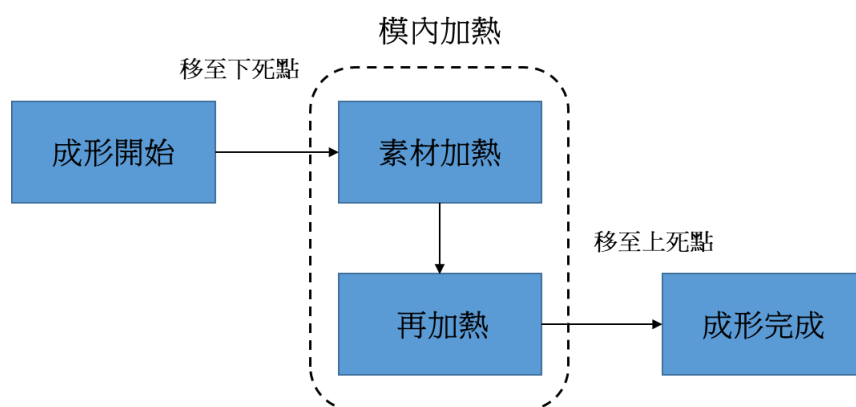 模內加熱
移至下死點
成形開始
素材加熱
移至上死點
再加熱
成形完成